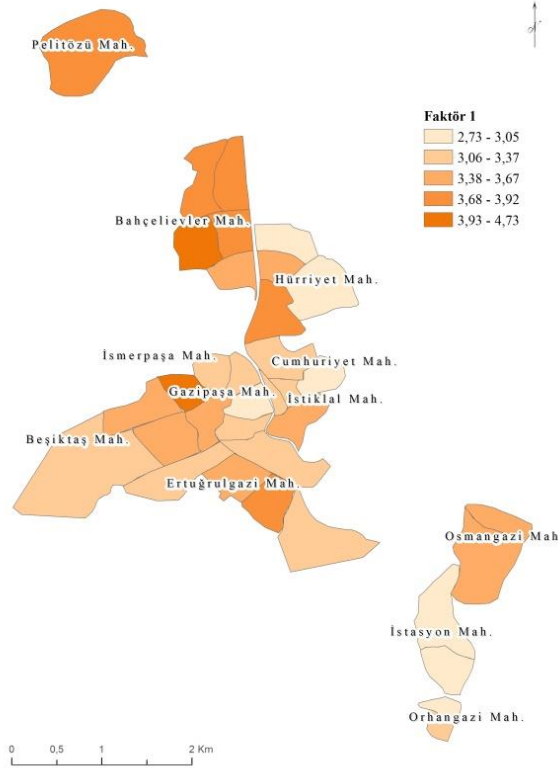 Pelitözü Mah.
Faktör 1
2,73 - 3,05
3,06 - 3,37
3,38 - 3,67
3,68 - 3,92
3,93 - 4,73
Bahçelievler Mah.
Hürriyet Mah.
İsmerpaşa Mah.
Cumhuriyet Mah.
Gazipaşa Mah.
İstiklal Mah.
Beşiktaş Mah.
Ertuğrulgazi Mah.
Osmangazi Mah
İstasyon Mah.
Orhangazi Mah.
0 0,5 1 2 Km